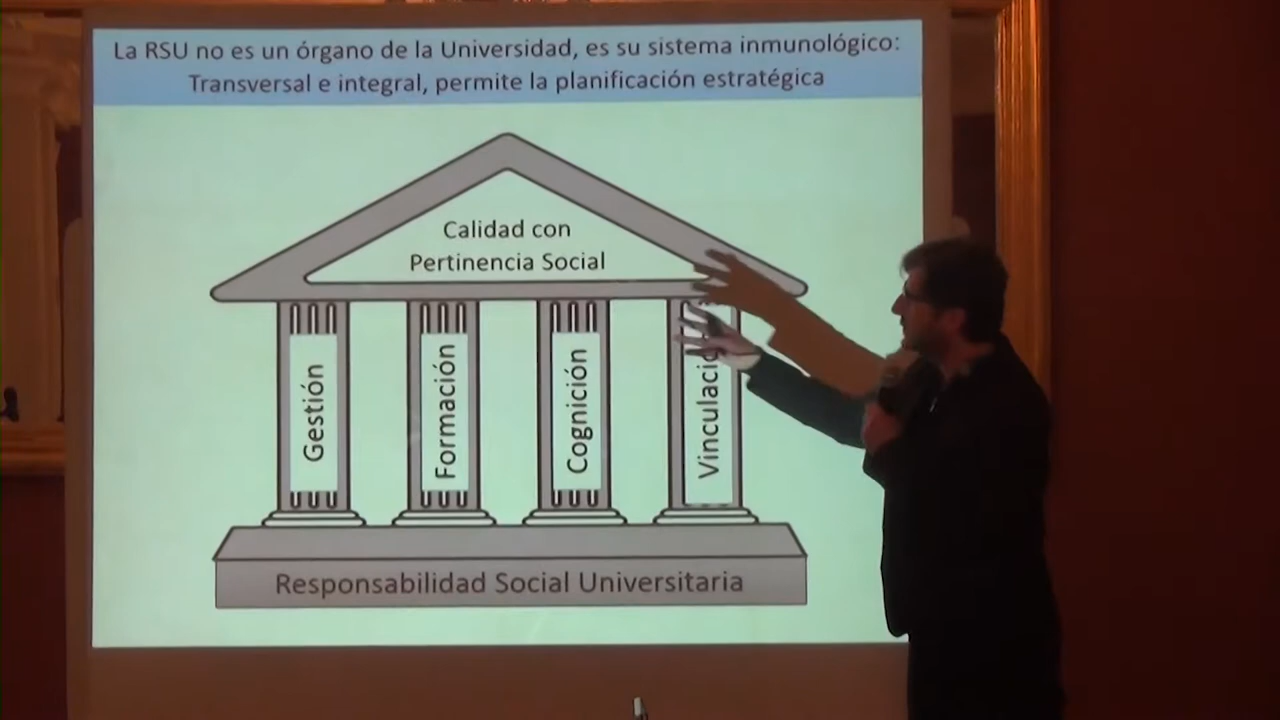 La RSU no es un órgano de la Universidad, es su sistema inmunológico:
Transversal e integral, permite la planificación estratégica
Calidad con
Pertinencia Social
Gestión
Formación
Cognición
Responsabilidad Social Universitaria